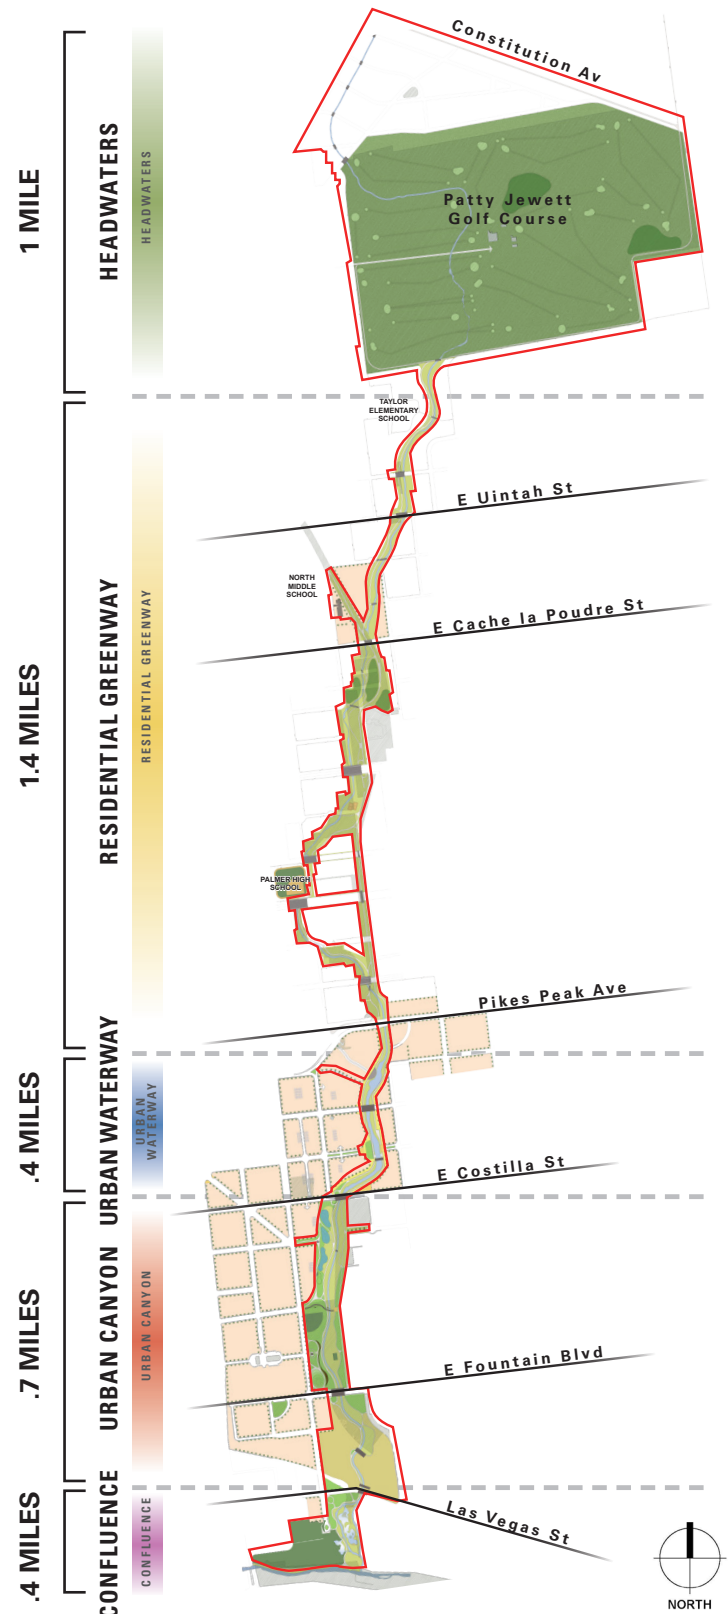 Constitution Av
1 MILE
HEADWATERS
HEADWATERS
Patty Jewett
Golf Course
TAYLOR
ELEMENTARY
SCHOOL
E Uintah St
NORTH
MIDDLE
SCHOOL
E Cache la Poudre St
1.4 MILES
RESIDENTIAL GREENWAY
RESIDENTIAL GREENWAY
PALMER HIGH
SCHOOL
Pikes Peak Ave
.4 MILES
URBAN WATERWAY
URBAN
WATERWAY
E Costilla St
.7 MILES
URBAN CANYON
URBAN CANYON
E Fountain Blvd
.4 MILES
CONFLUENCE
CONFLUENCE
Las Vegas St
NORTH